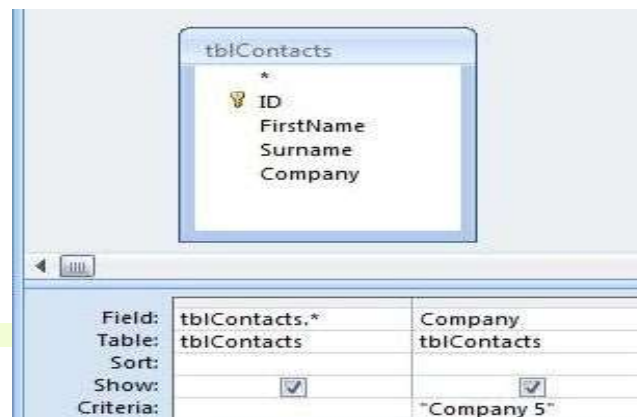 tblContacts
*
ID
FirstName
Surname
Company
Field: tblContacts.* Company
Table: tblContacts tblContacts
Sort:
Show:
Criteria: "Company 5"